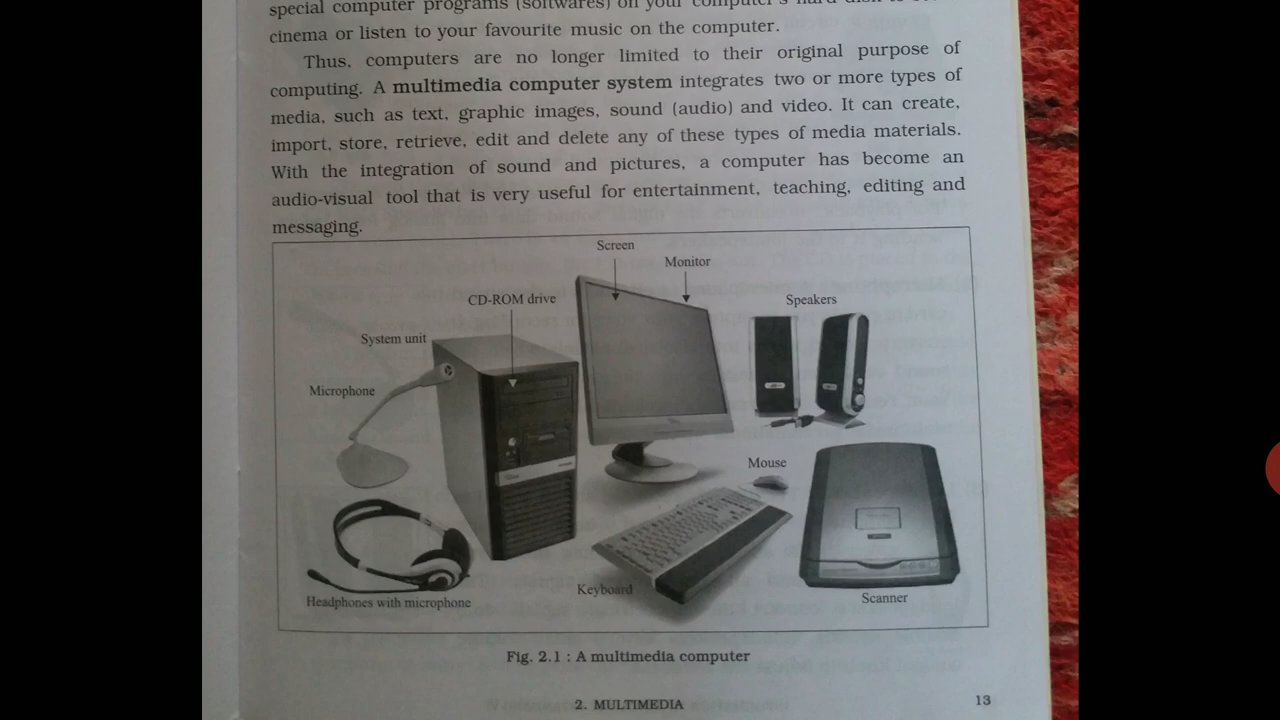 special computer programs (softwares) on your computer's hard disk to
cinema or listen to your favourite music on the computer.
Thus, computers are no longer limited to their original purpose of
computing. A multimedia computer system integrates two or more types of
media, such as text, graphic images, sound (audio) and video. It can create,
import, store, retrieve, edit and delete any of these types of media materials.
With the integration of sound and pictures, a computer has become an
audio-visual tool that is very useful for entertainment, teaching, editing and
messaging.
Screen
Monitor
CD-ROM drive
Speakers
System unit
Microphone
Mouse
Keyboard
Headphones with microphone
Scanner
Fig. 2.1 : A multimedia computer
2. MULTIMEDIA
13